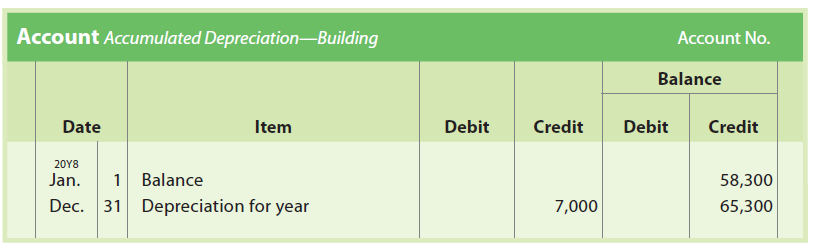 Account Accumulated Depreciation—Building Account No.
Balance
Date Item Debit Credit Debit Credit
20Y8
Jan. 1 Balance 58,300
Dec. 31 Depreciation for year 7,000 65,300